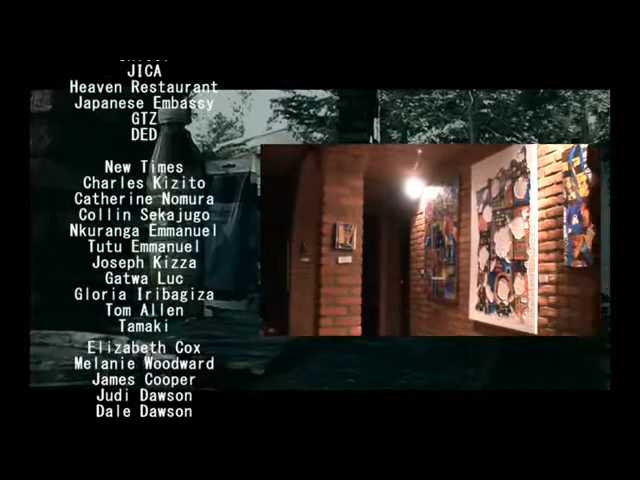 JICA
Heaven Restaurant
Japanese Embassy
GTZ
DED
New Times
Charles Kizito
Catherine Nomura
Collin Sekajugo
Nkuranga Emmanuel
Tutu Emmanuel
Joseph Kizza
Gatwa Luc
Gloria Iribagiza
Tom Allen
Tamaki
Elizabeth Cox
Melanie Woodward
James Cooper
Judi Dawson
Dale Dawson